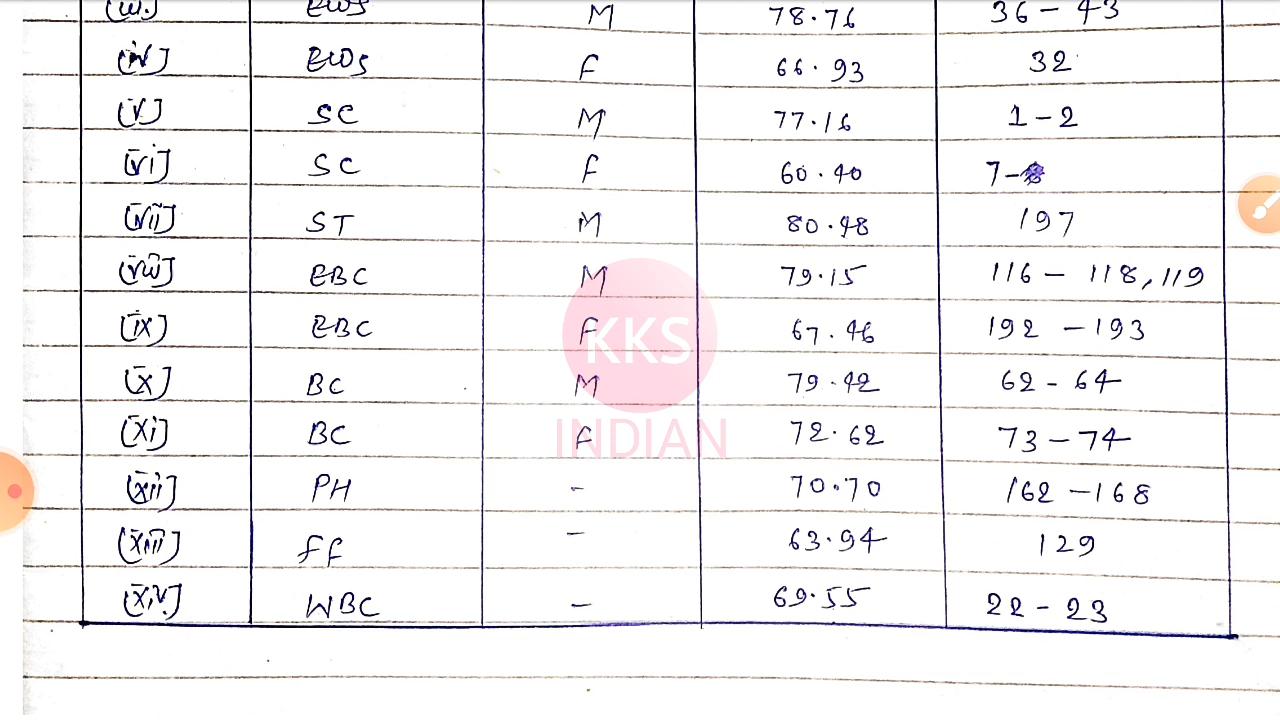 (iii) EWS M 78.76 36 - 43
(iv) EWS F 66.93 32
(v) SC M 77.16 1 - 2
(vi) SC F 60.40 7 -
(vii) ST M 80.48 197
(viii) EBC M 79.15 116 - 118, 119
(ix) EBC F 67.46 192 - 193
(x) BC M 79.42 62 - 64
(xi) BC F 72.62 73 - 74
(xii) PH - 70.70 162 - 168
(xiii) FF - 63.94 129
(xiv) WBC - 69.55 22 - 23
KKS
INDIAN